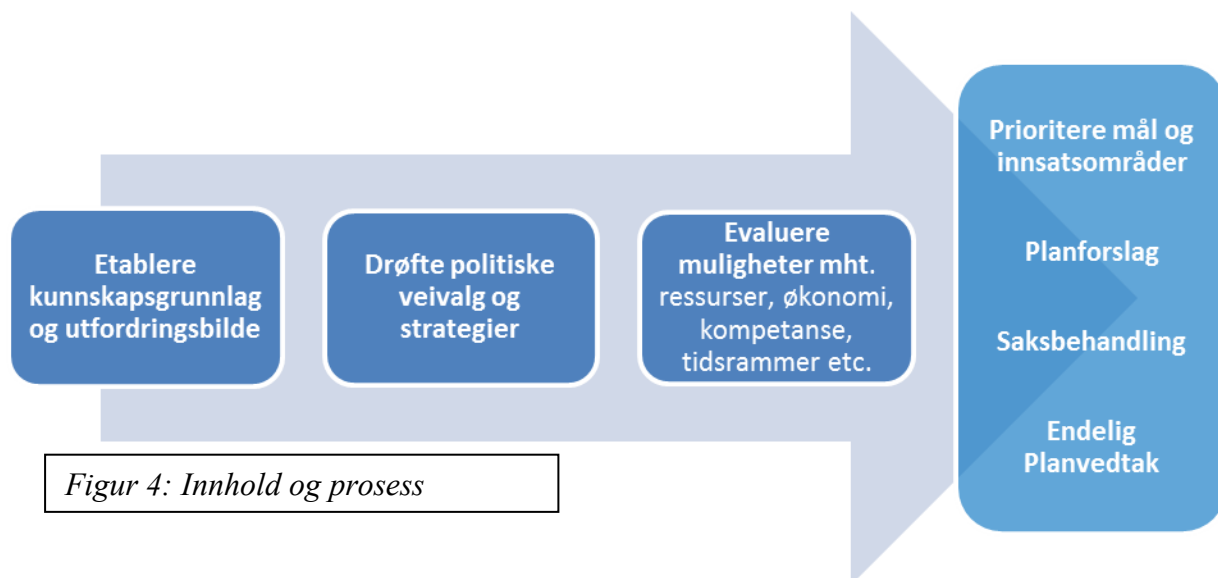 Etablere
kunnskapsgrunnlag
og utfordringsbilde
Drøfte politiske
veivalg og
strategier
Evaluere
muligheter mht.
ressurser, økonomi,
kompetanse,
tidsrammer etc.
Prioritere mål og
innsatsområder
Planforslag
Saksbehandling
Endelig
Planvedtak
Figur 4: Innhold og prosess